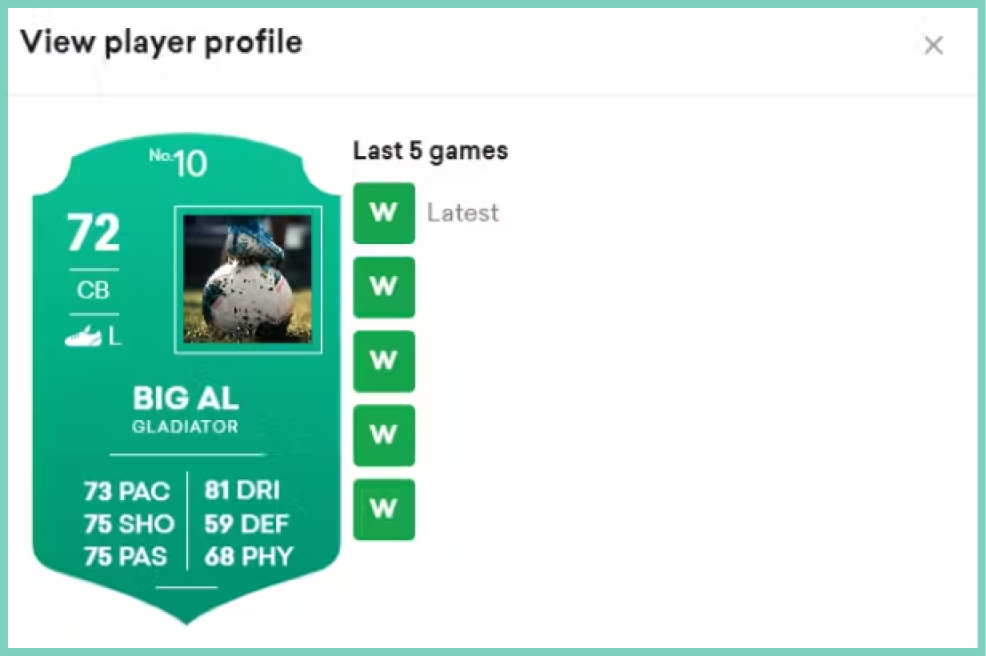 View player profile
No.10
72
CB
L
BIG AL
GLADIATOR
73 PAC 81 DRI
75 SHO 59 DEF
75 PAS 68 PHY
Last 5 games
W Latest
W
W
W
W